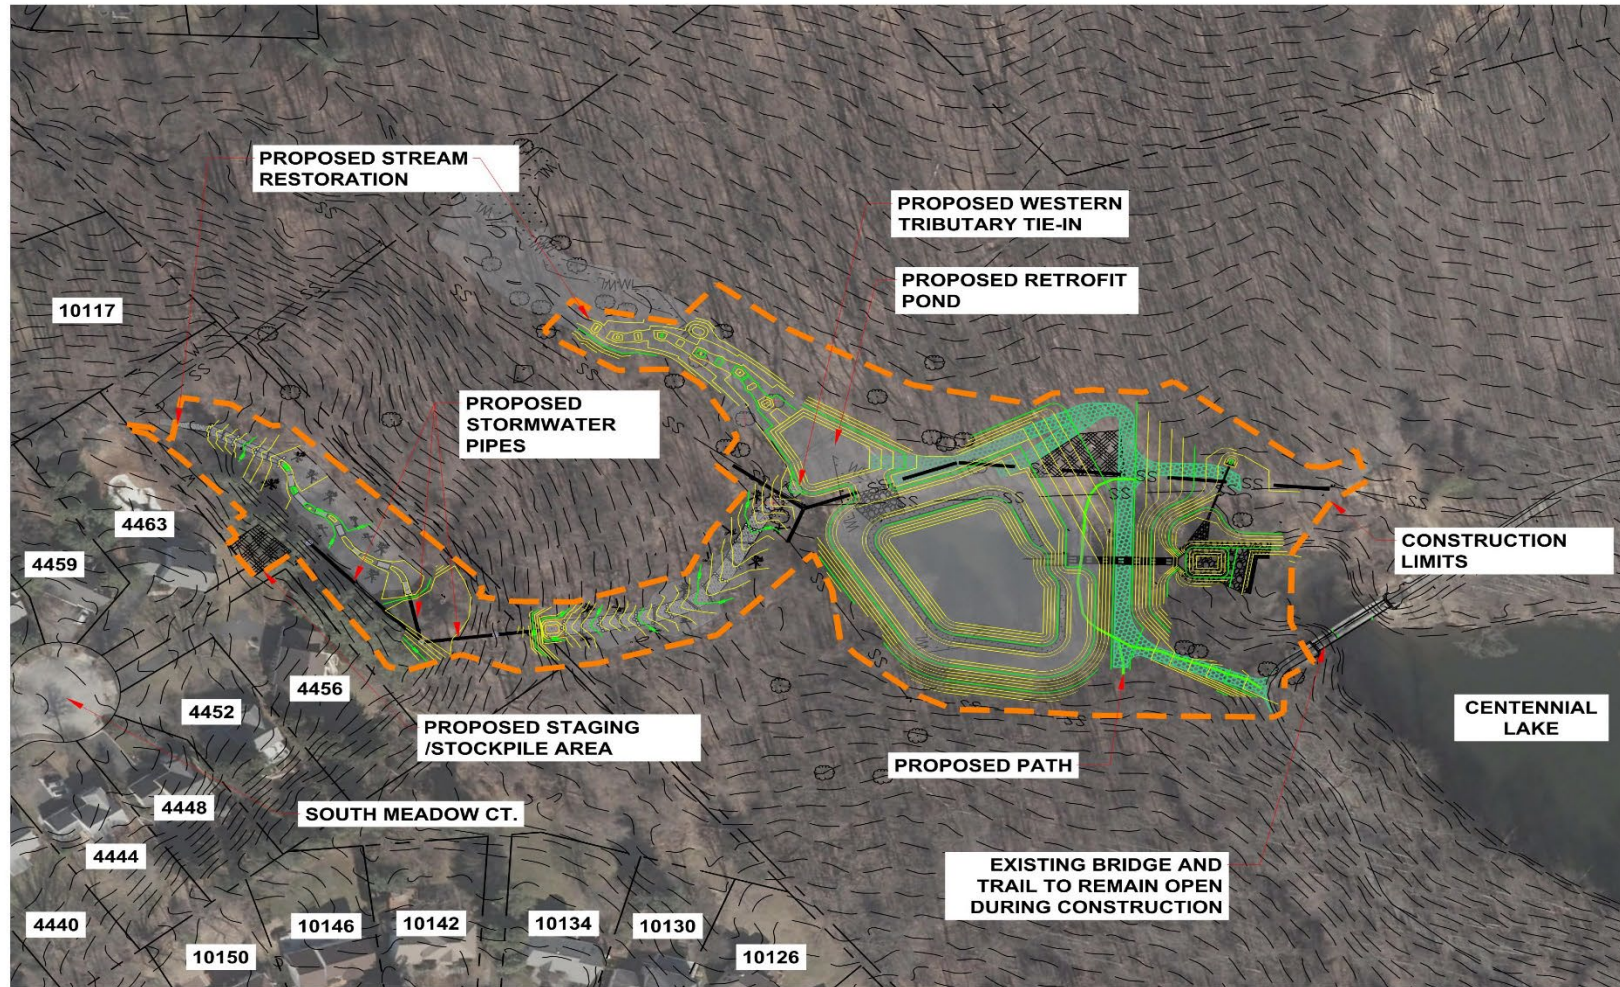 PROPOSED STREAM
RESTORATION
PROPOSED WESTERN
TRIBUTARY TIE-IN
PROPOSED RETROFIT
POND
10117
PROPOSED
STORMWATER
PIPES
4463
4459
CONSTRUCTION
LIMITS
4456
4452
PROPOSED STAGING
/STOCKPILE AREA
CENTENNIAL
LAKE
PROPOSED PATH
4448
SOUTH MEADOW CT.
4444
EXISTING BRIDGE AND
TRAIL TO REMAIN OPEN
DURING CONSTRUCTION
4440
10146
10142
10134
10130
10150
10126